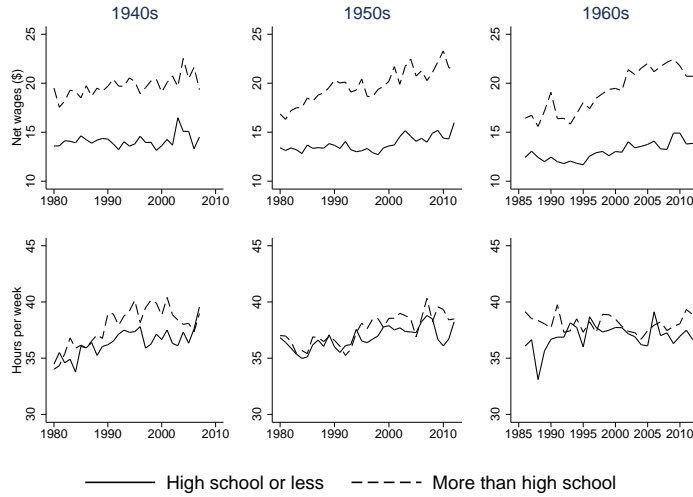 1940s 1950s 1960s
Net wages ($)
25 25 25
20 20 20
15 15 15
10 10 10
1980 1990 2000 2010 1980 1990 2000 2010 1985 1990 1995 2000 2005 2010
Hours per week
45 45 45
40 40 40
35 35 35
30 30 30
1980 1990 2000 2010 1980 1990 2000 2010 1985 1990 1995 2000 2005 2010
High school or less More than high school